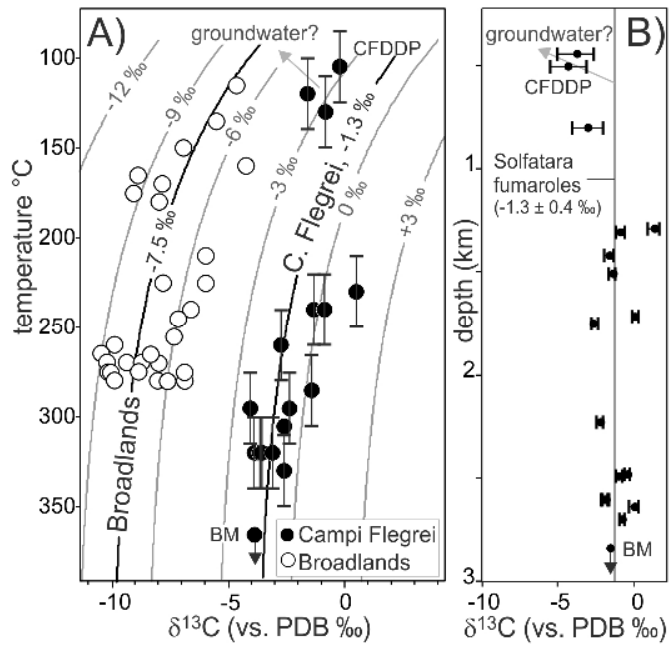 A)
groundwater?
CFDDP
-12 ‰
-9 ‰
-6 ‰
-3 ‰
0 ‰
+3 ‰
-7.5 ‰
C. Flegrei, -1.3 ‰
Broadlands
BM
Campi Flegrei
Broadlands
100
150
200
250
300
350
temperature °C
-10
-5
0
δ13C (vs. PDB ‰)
B)
groundwater?
CFDDP
Solfatara
fumaroles
(-1.3 ± 0.4 ‰)
BM
1
2
3
depth (km)
-10
-5
0
5
δ13C (vs. PDB ‰)